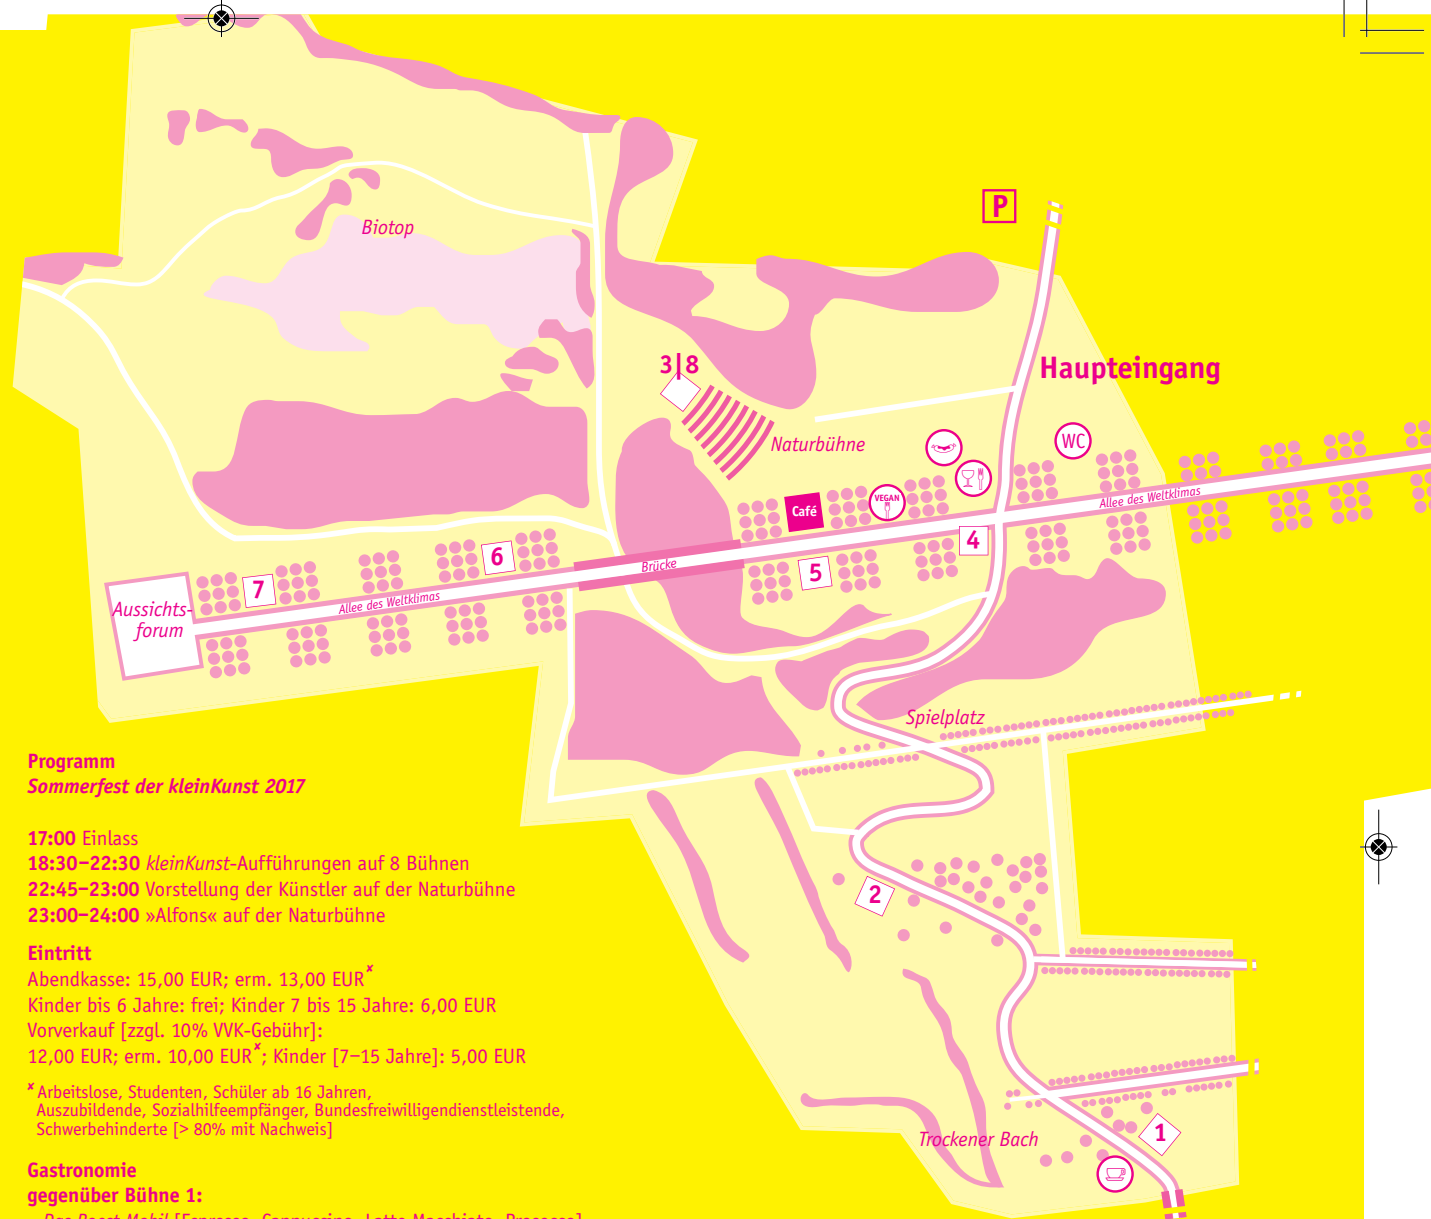 P
Biotop
3|8
Haupteingang
Naturbühne
WC
VEGAN
Café
Allee des Weltklimas
4
6
Brücke
5
7
Allee des Weltklimas
Aussichts-
forum
Spielplatz
2
1
Trockener Bach
Programm
Sommerfest der kleinKunst 2017
17:00 Einlass
18:30–22:30 kleinKunst-Aufführungen auf 8 Bühnen
22:45–23:00 Vorstellung der Künstler auf der Naturbühne
23:00–24:00 »Alfons« auf der Naturbühne
Eintritt
Abendkasse: 15,00 EUR; erm. 13,00 EUR✘
Kinder bis 6 Jahre: frei; Kinder 7 bis 15 Jahre: 6,00 EUR
Vorverkauf [zzgl. 10% VVK-Gebühr]:
12,00 EUR; erm. 10,00 EUR✘; Kinder [7–15 Jahre]: 5,00 EUR
✘ Arbeitslose, Studenten, Schüler ab 16 Jahren,
Auszubildende, Sozialhilfeempfänger, Bundesfreiwilligendienstleistende,
Schwerbehinderte [> 80% mit Nachweis]
Gastronomie
gegenüber Bühne 1: